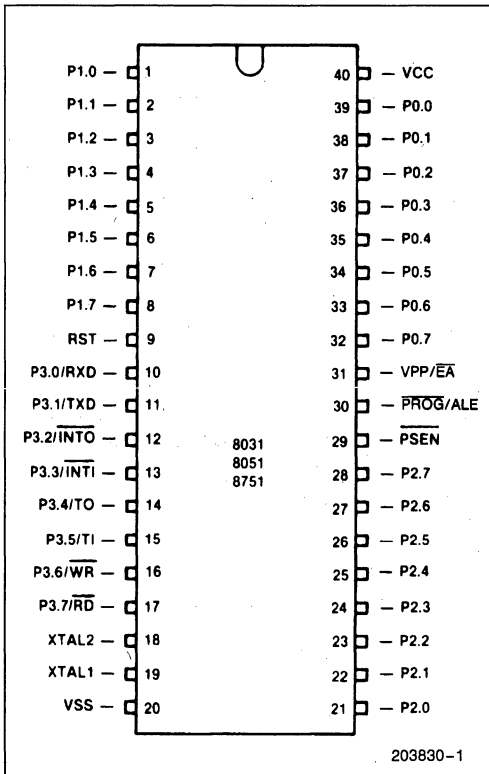 P1.0 1 40 VCC
P1.1 2 39 P0.0
P1.2 3 38 P0.1
P1.3 4 37 P0.2
P1.4 5 36 P0.3
P1.5 6 35 P0.4
P1.6 7 34 P0.5
P1.7 8 33 P0.6
RST 9 32 P0.7
P3.0/RXD 10 31 VPP/EA
P3.1/TXD 11 30 PROG/ALE
P3.2/INTO 12 29 PSEN
8031
P3.3/INTI 13 8051 28 P2.7
8751
P3.4/TO 14 27 P2.6
P3.5/TI 15 26 P2.5
P3.6/WR 16 25 P2.4
P3.7/RD 17 24 P2.3
XTAL2 18 23 P2.2
XTAL1 19 22 P2.1
VSS 20 21 P2.0
203830-1